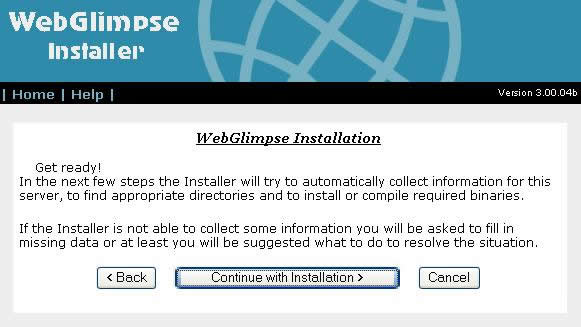 WebGlimpse
Installer
| Home | Help |
Version 3.00.04b
WebGlimpse Installation
Get ready!
In the next few steps the Installer will try to automatically collect information for this
server, to find appropriate directories and to install or compile required binaries.
If the Installer is not able to collect some information you will be asked to fill in
missing data or at least you will be suggested what to do to resolve the situation.
< Back
Continue with Installation >
Cancel